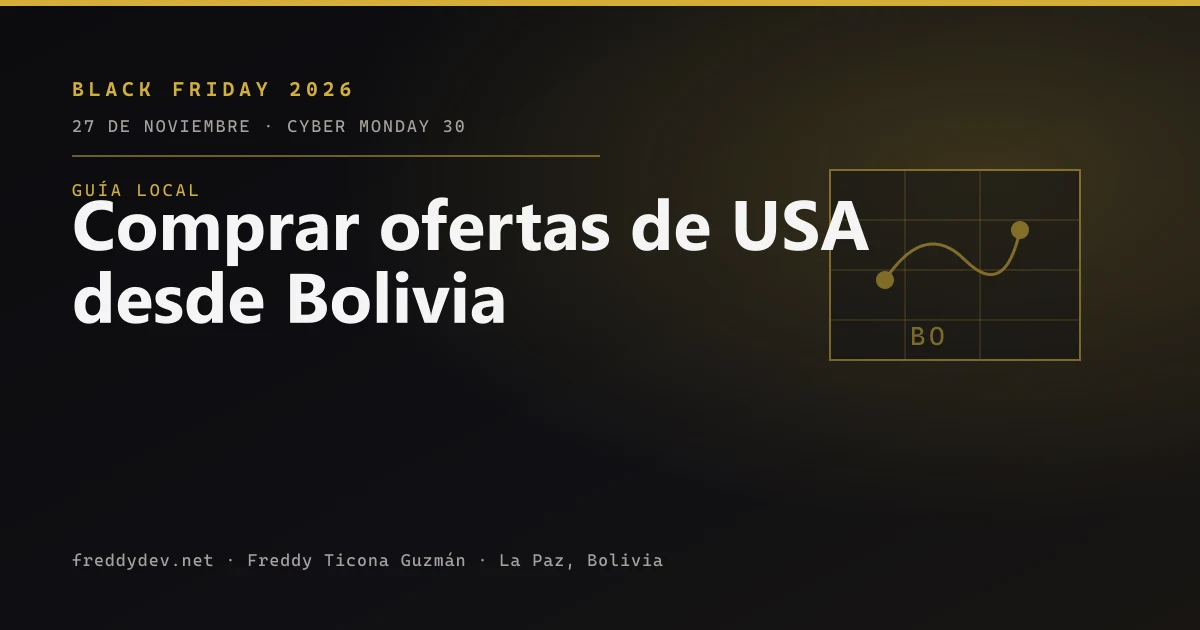 BLACK FRIDAY 2026
27 DE NOVIEMBRE · CYBER MONDAY 30
GUÍA LOCAL
Comprar ofertas de USA
desde Bolivia
BO
freddydev.net · Freddy Ticona Guzmán · La Paz, Bolivia